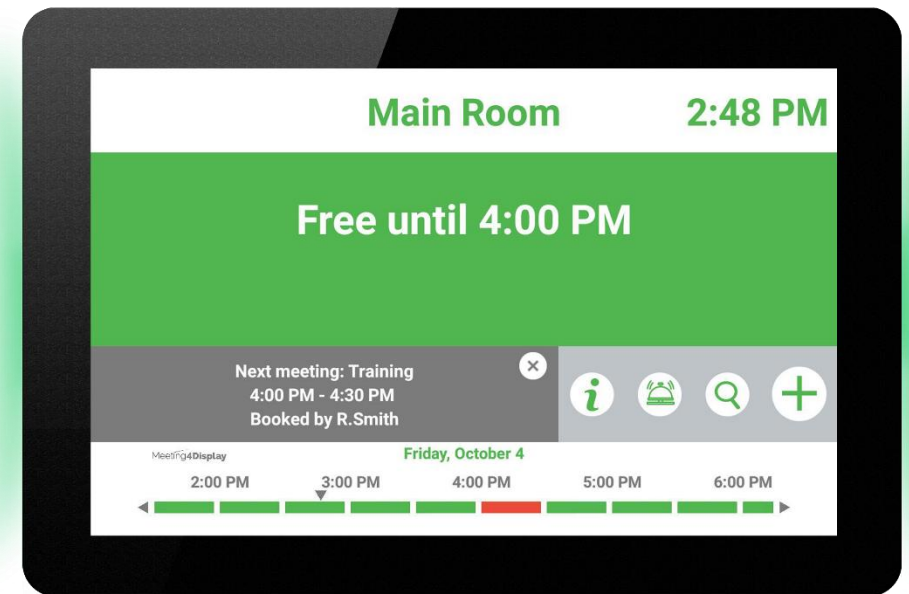 Main Room
2:48 PM
Free until 4:00 PM
Next meeting: Training
4:00 PM - 4:30 PM
Booked by R.Smith
Meeting4Display
Friday, October 4
2:00 PM
3:00 PM
4:00 PM
5:00 PM
6:00 PM